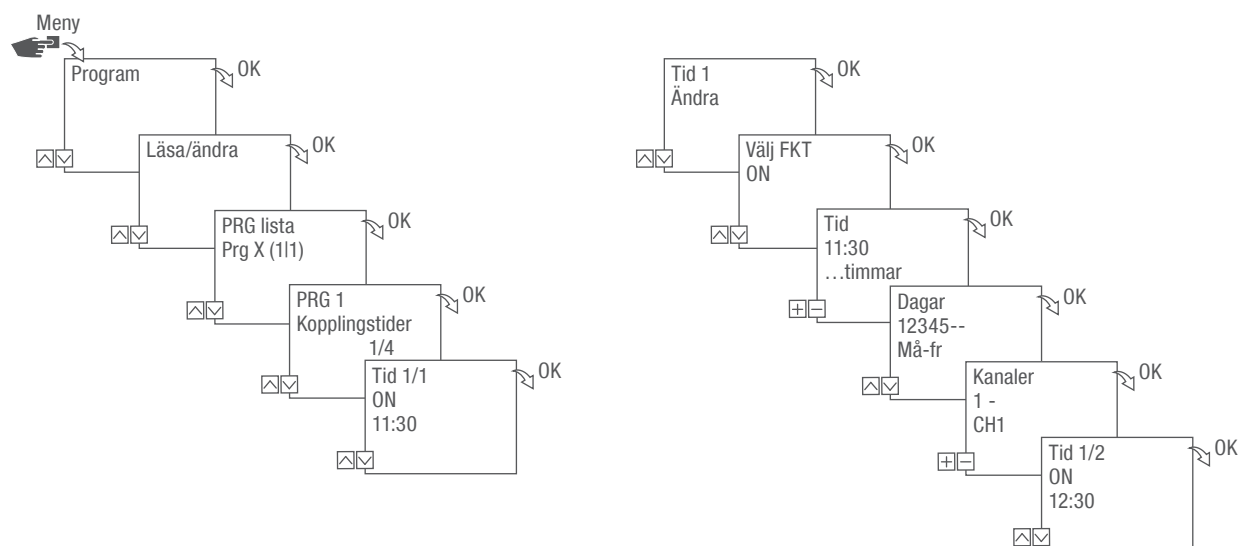 Meny
Program
OK
Läsa/ändra
OK
PRG lista
Prg X (1|1)
OK
PRG 1
Kopplingstider
1/4
OK
Tid 1/1
ON
11:30
OK
Tid 1
Ändra
OK
Välj FKT
ON
OK
Tid
11:30
…timmar
OK
Dagar
12345--
Må-fr
OK
Kanaler
1 -
CH1
OK
Tid 1/2
ON
12:30
OK